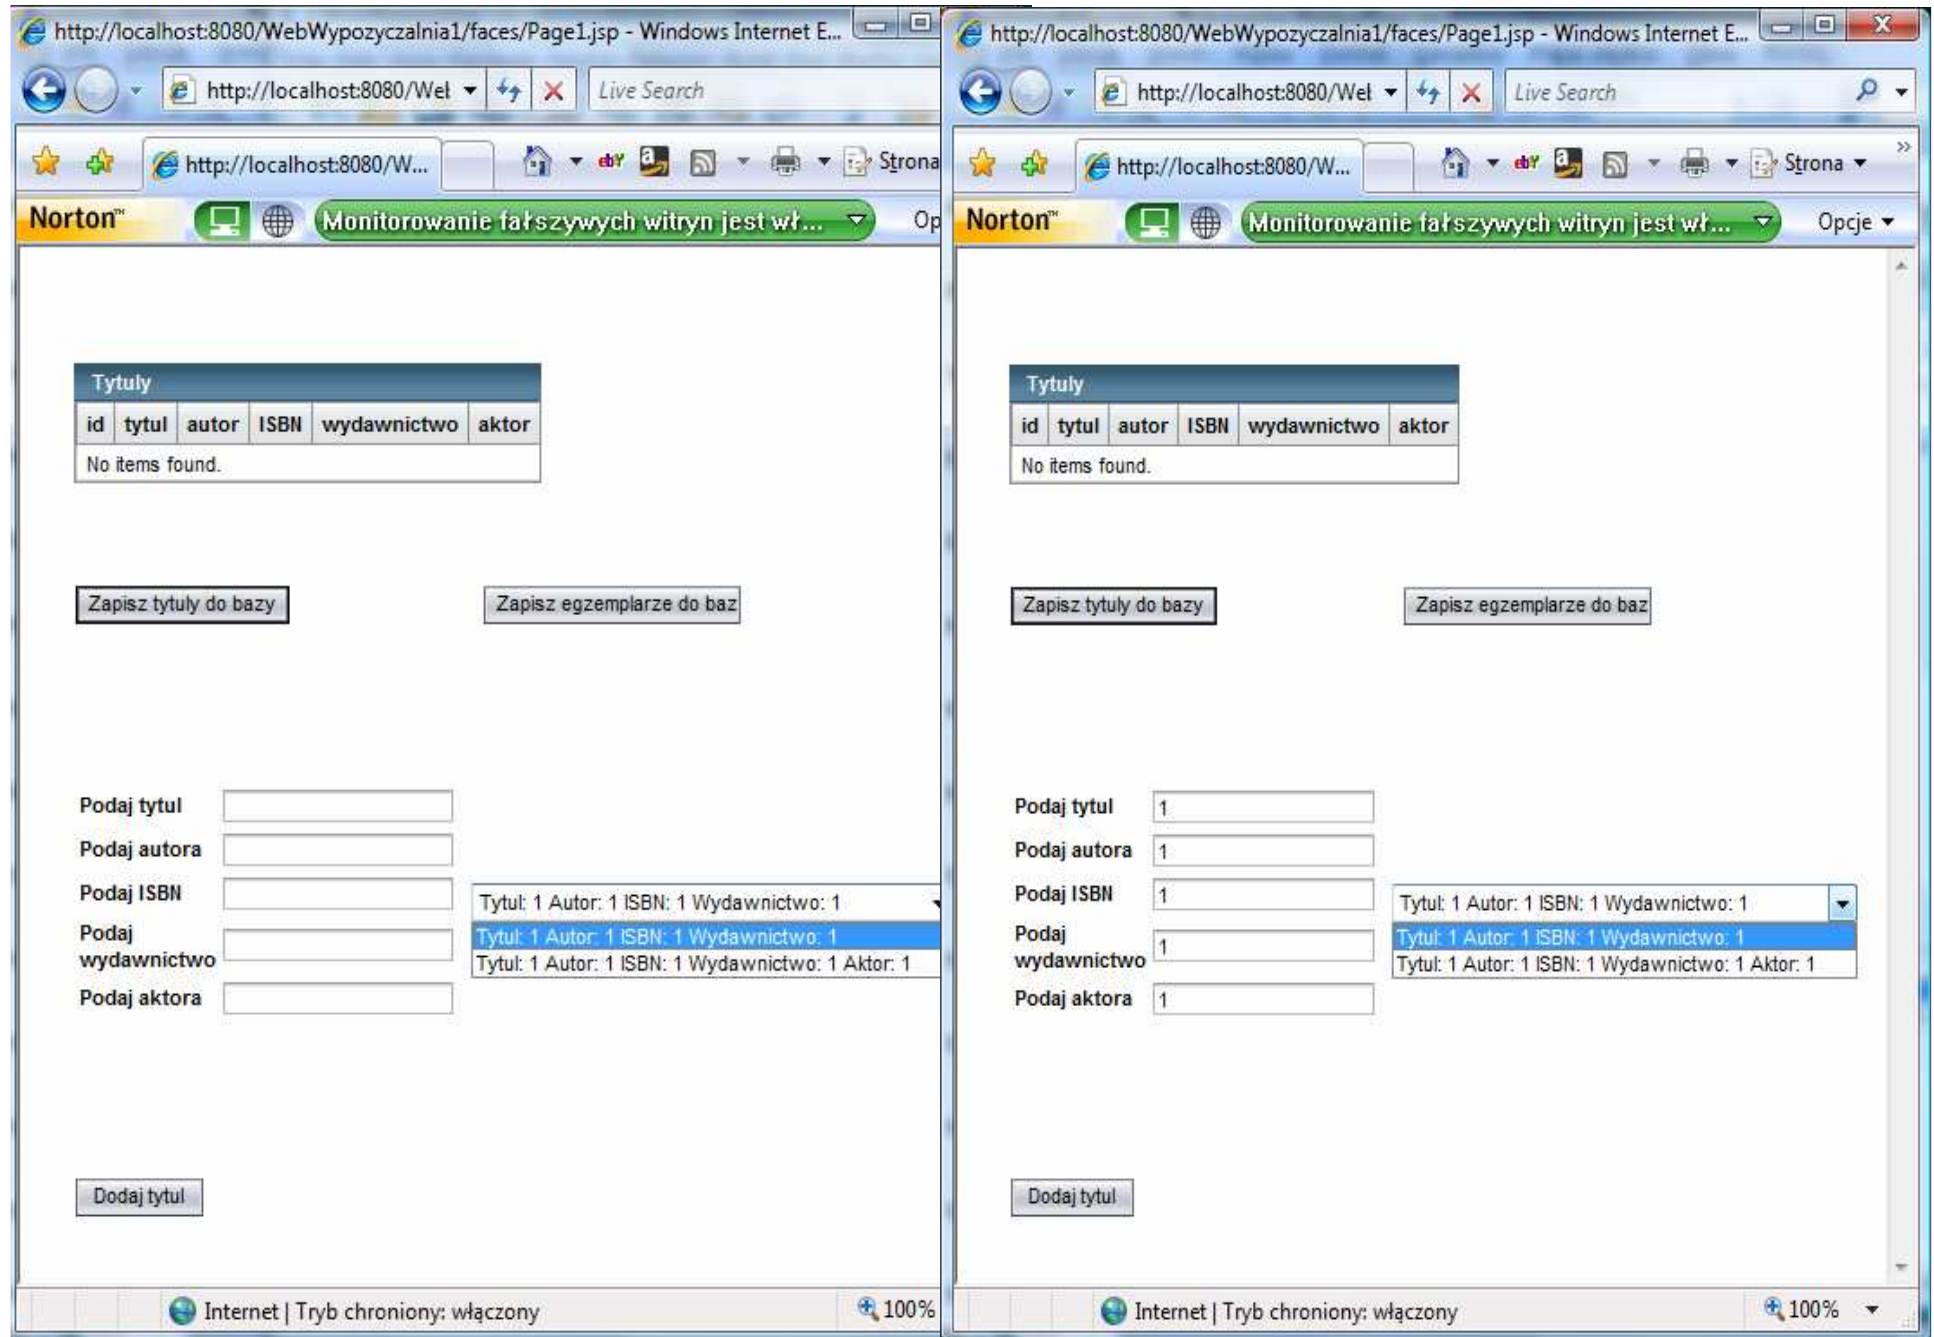 http://localhost:8080/WebWypozyczalnia1/faces/Page1.jsp - Windows Internet E...
http://localhost:8080/Wel
Live Search
http://localhost:8080/W...
ebY
a
Strona
Norton™
Monitorowanie fałszywych witryn jest wł...
Op
Tytuly
id tytul autor ISBN wydawnictwo aktor
No items found.
Zapisz tytuly do bazy
Zapisz egzemplarze do baz
Podaj tytul
Podaj autora
Podaj ISBN
Tytul: 1 Autor: 1 ISBN: 1 Wydawnictwo: 1
Podaj
wydawnictwo
Tytul: 1 Autor: 1 ISBN: 1 Wydawnictwo: 1
Tytul: 1 Autor: 1 ISBN: 1 Wydawnictwo: 1 Aktor: 1
Podaj aktora
Dodaj tytul
Internet | Tryb chroniony: włączony
100%
http://localhost:8080/WebWypozyczalnia1/faces/Page1.jsp - Windows Internet E...
http://localhost:8080/Wel
Live Search
http://localhost:8080/W...
ebY
a
Strona
»
Norton™
Monitorowanie fałszywych witryn jest wł...
Opcje
Tytuly
id tytul autor ISBN wydawnictwo aktor
No items found.
Zapisz tytuly do bazy
Zapisz egzemplarze do baz
Podaj tytul 1
Podaj autora 1
Podaj ISBN 1
Tytul: 1 Autor: 1 ISBN: 1 Wydawnictwo: 1
Podaj
wydawnictwo 1
Tytul: 1 Autor: 1 ISBN: 1 Wydawnictwo: 1
Tytul: 1 Autor: 1 ISBN: 1 Wydawnictwo: 1 Aktor: 1
Podaj aktora 1
Dodaj tytul
Internet | Tryb chroniony: włączony
100%